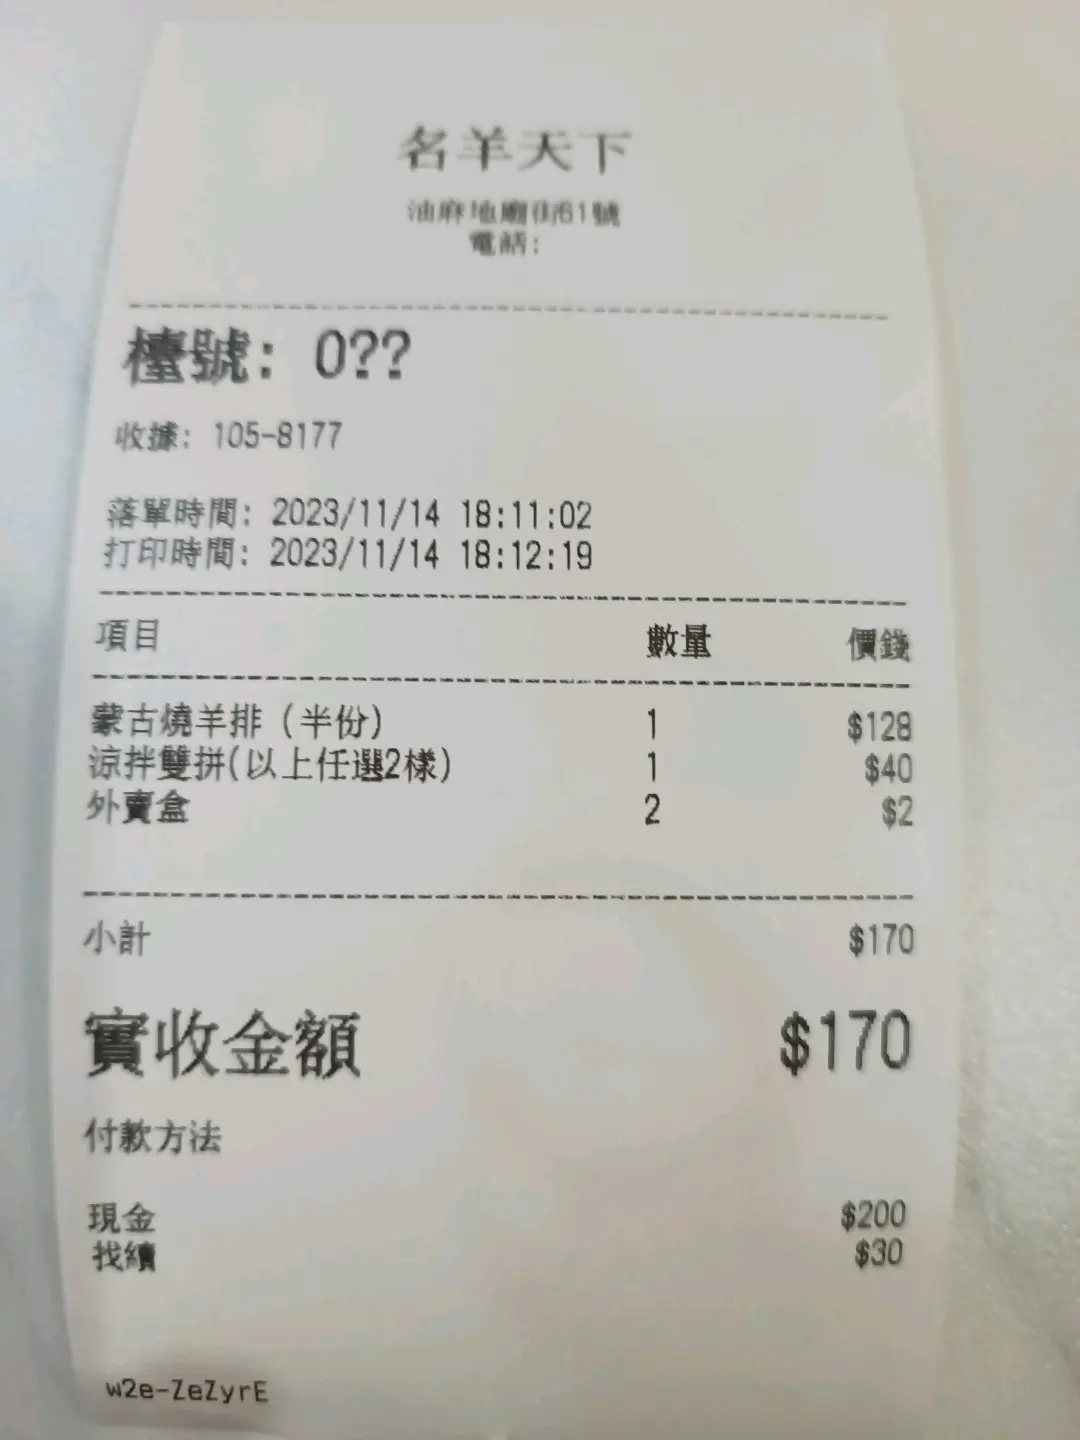 名羊天下
油麻地廟街61號
電話:
檯號: 0??
收據: 105-8177
落單時間: 2023/11/14 18:11:02
打印時間: 2023/11/14 18:12:19
項目 數量 價錢
蒙古燒羊排 (半份) 1 $128
涼拌雙拼(以上任選2樣) 1 $40
外賣盒 2 $2
小計 $170
實收金額 $170
付款方法
現金 $200
找續 $30
w2e-ZeZyrE